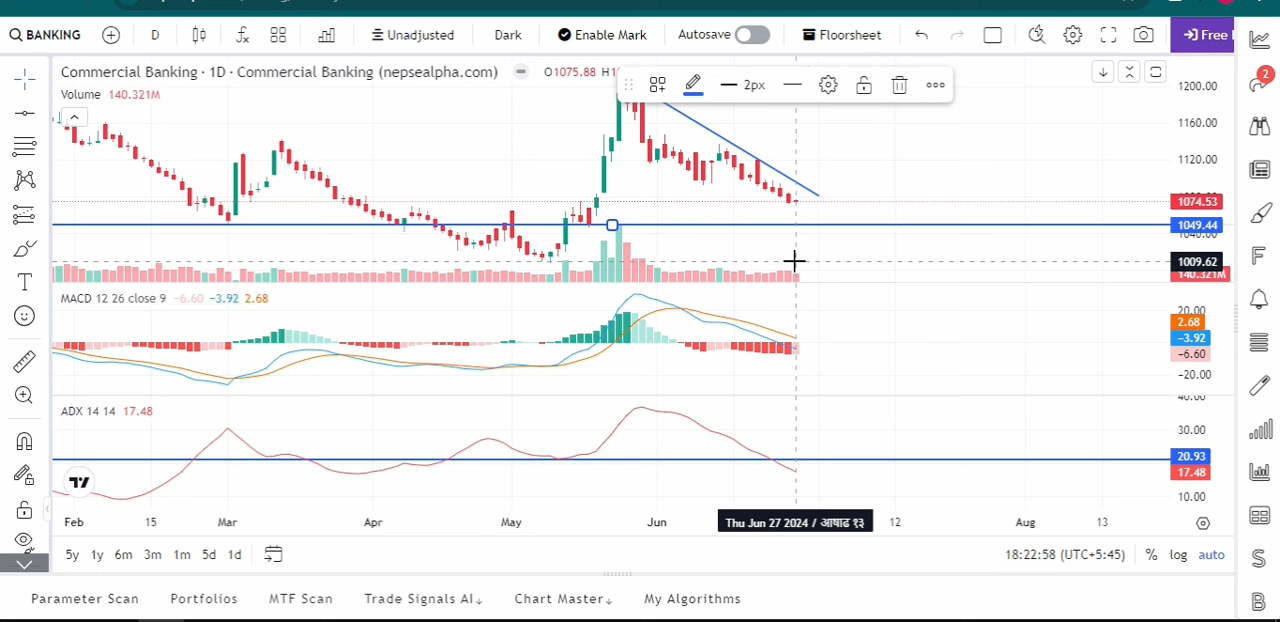 BANKING D Unadjusted Dark Enable Mark Autosave Floorsheet Free
Commercial Banking · 1D · Commercial Banking (nepsealpha.com) O1075.88
2px
Volume 140.321M
2
1200.00
1160.00
1120.00
1074.53
1049.44
1040.00
1009.62
140.321M
MACD 12 26 close 9 −6.60 −3.92 2.68
20.00
2.68
−3.92
−6.60
−20.00
40.00
ADX 14 14 17.48
30.00
20.93
17.48
10.00
Feb 15 Mar Apr May Jun Thu Jun 27 2024 / आषाढ १३ 12 Aug 13
5y 1y 6m 3m 1m 5d 1d 18:22:58 (UTC+5:45) % log auto
Parameter Scan Portfolios MTF Scan Trade Signals AI↓ Chart Master↓ My Algorithms